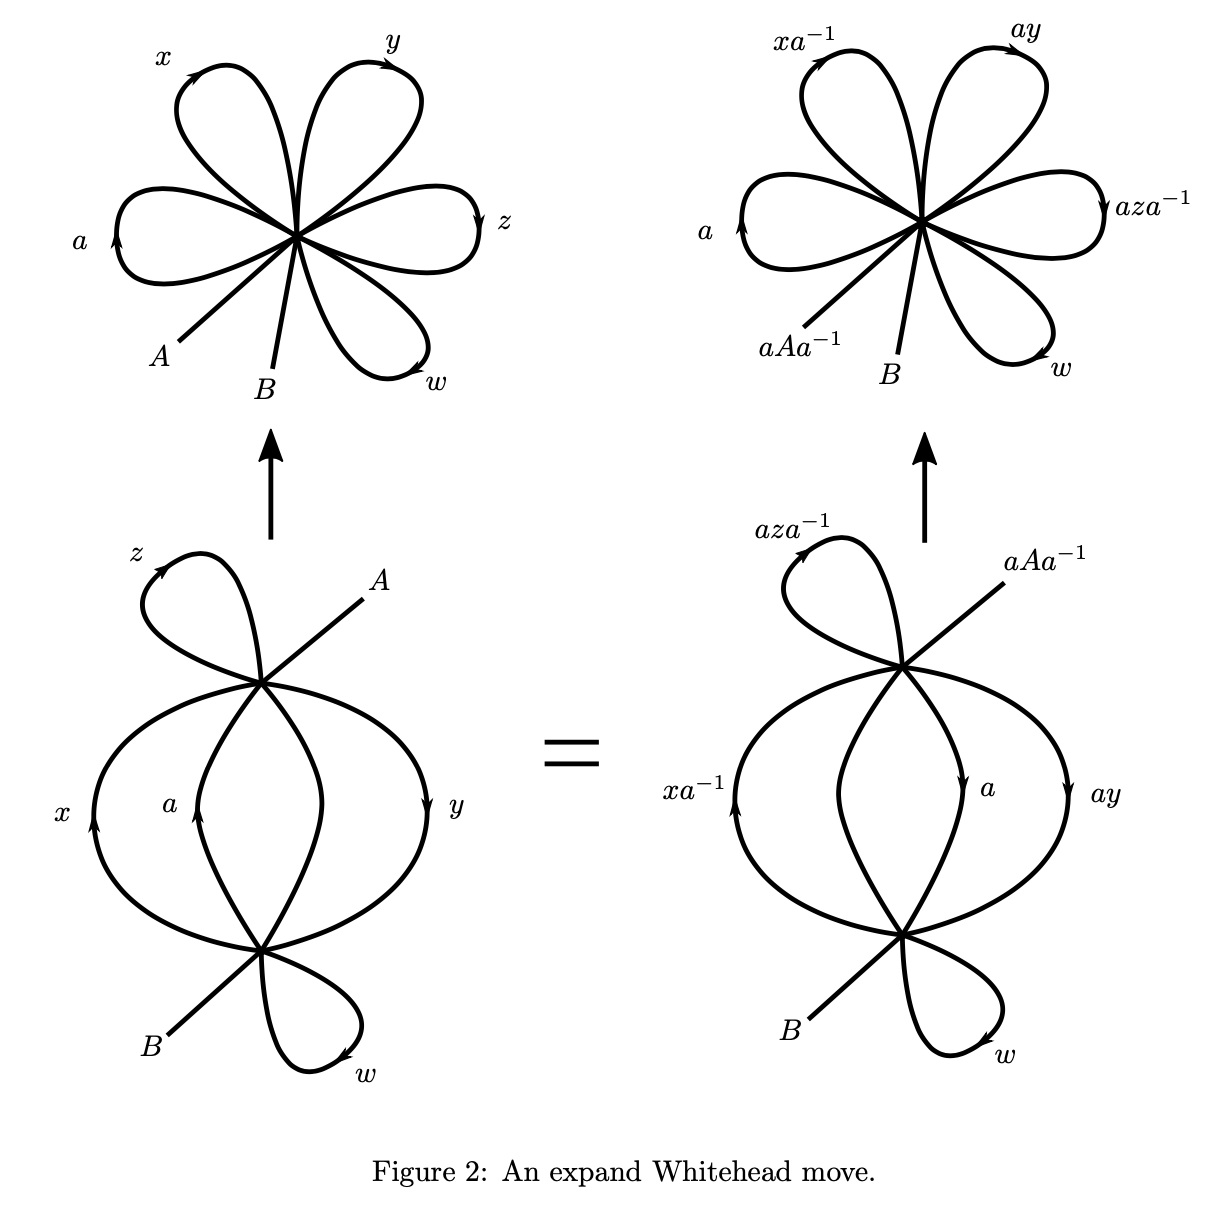 x
y
a
z
A
B
w
xa⁻¹
ay
a
aza⁻¹
aAa⁻¹
B
w
z
A
x
a
y
B
w
=
aza⁻¹
aAa⁻¹
xa⁻¹
a
ay
B
w
Figure 2: An expand Whitehead move.